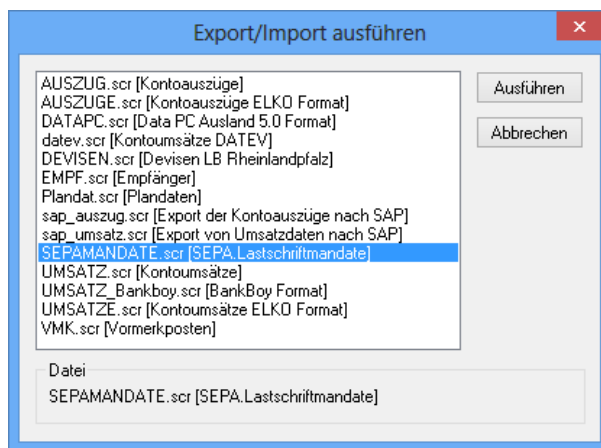 Export/Import ausführen
AUSZUG.scr [Kontoauszüge]
AUSZUGE.scr [Kontoauszüge ELKO Format]
DATAPC.scr [Data PC Ausland 5.0 Format]
datev.scr [Kontoumsätze DATEV]
DEVISEN.scr [Devisen LB Rheinlandpfalz]
EMPF.scr [Empfänger]
Plandat.scr [Plandaten]
sap_auszug.scr [Export der Kontoauszüge nach SAP]
sap_umsatz.scr [Export von Umsatzdaten nach SAP]
SEPAMANDATE.scr [SEPA.Lastschriftmandate]
UMSATZ.scr [Kontoumsätze]
UMSATZ_Bankboy.scr [BankBoy Format]
UMSATZE.scr [Kontoumsätze ELKO Format]
VMK.scr [Vormerkposten]
Ausführen
Abbrechen
Datei
SEPAMANDATE.scr [SEPA.Lastschriftmandate]